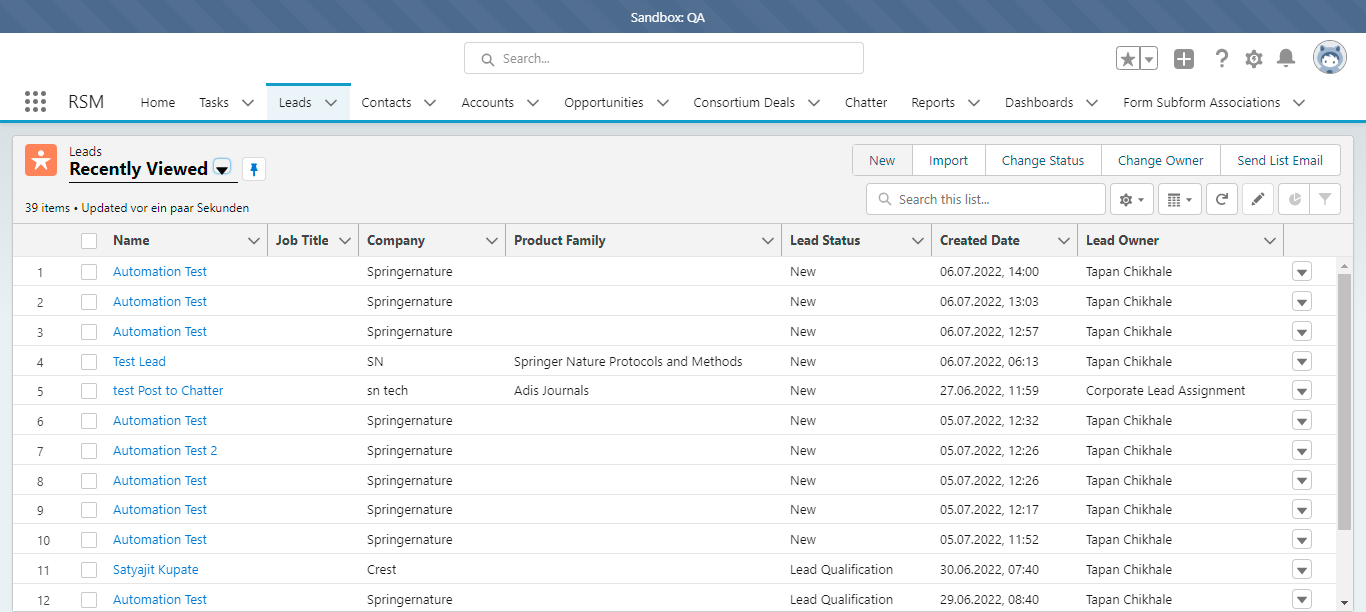 Sandbox: QA
Search...
RSM Home Tasks Leads Contacts Accounts Opportunities Consortium Deals Chatter Reports Dashboards Form Subform Associations
Leads
Recently Viewed
New Import Change Status Change Owner Send List Email
39 items • Updated vor ein paar Sekunden
Search this list...
Name Job Title Company Product Family Lead Status Created Date Lead Owner
1 Automation Test Springernature New 06.07.2022, 14:00 Tapan Chikhale
2 Automation Test Springernature New 06.07.2022, 13:03 Tapan Chikhale
3 Automation Test Springernature New 06.07.2022, 12:57 Tapan Chikhale
4 Test Lead SN Springer Nature Protocols and Methods New 06.07.2022, 06:13 Tapan Chikhale
5 test Post to Chatter sn tech Adis Journals New 27.06.2022, 11:59 Corporate Lead Assignment
6 Automation Test Springernature New 05.07.2022, 12:32 Tapan Chikhale
7 Automation Test 2 Springernature New 05.07.2022, 12:26 Tapan Chikhale
8 Automation Test Springernature New 05.07.2022, 12:26 Tapan Chikhale
9 Automation Test Springernature New 05.07.2022, 12:17 Tapan Chikhale
10 Automation Test Springernature New 05.07.2022, 11:52 Tapan Chikhale
11 Satyajit Kupate Crest Lead Qualification 30.06.2022, 07:40 Tapan Chikhale
12 Automation Test Springernature Lead Qualification 29.06.2022, 08:40 Tapan Chikhale